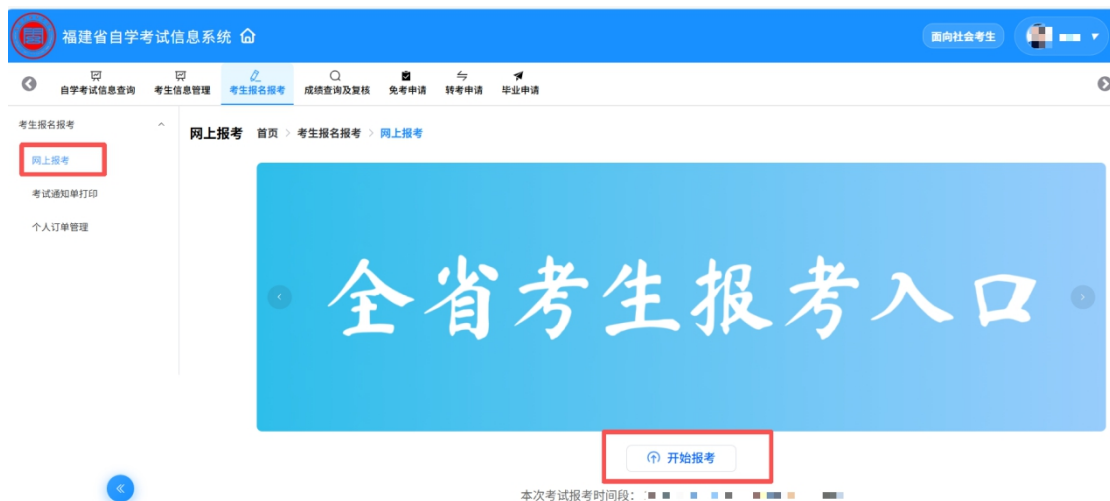 福建省自学考试信息系统
面向社会考生
自学考试信息查询 考生信息管理 考生报名报考 成绩查询及复核 免考申请 转考申请 毕业申请
考生报名报考
网上报考 首页 > 考生报名报考 > 网上报考
网上报考
考试通知单打印
个人订单管理
全省考生报考入口
开始报考
本次考试报考时间段：